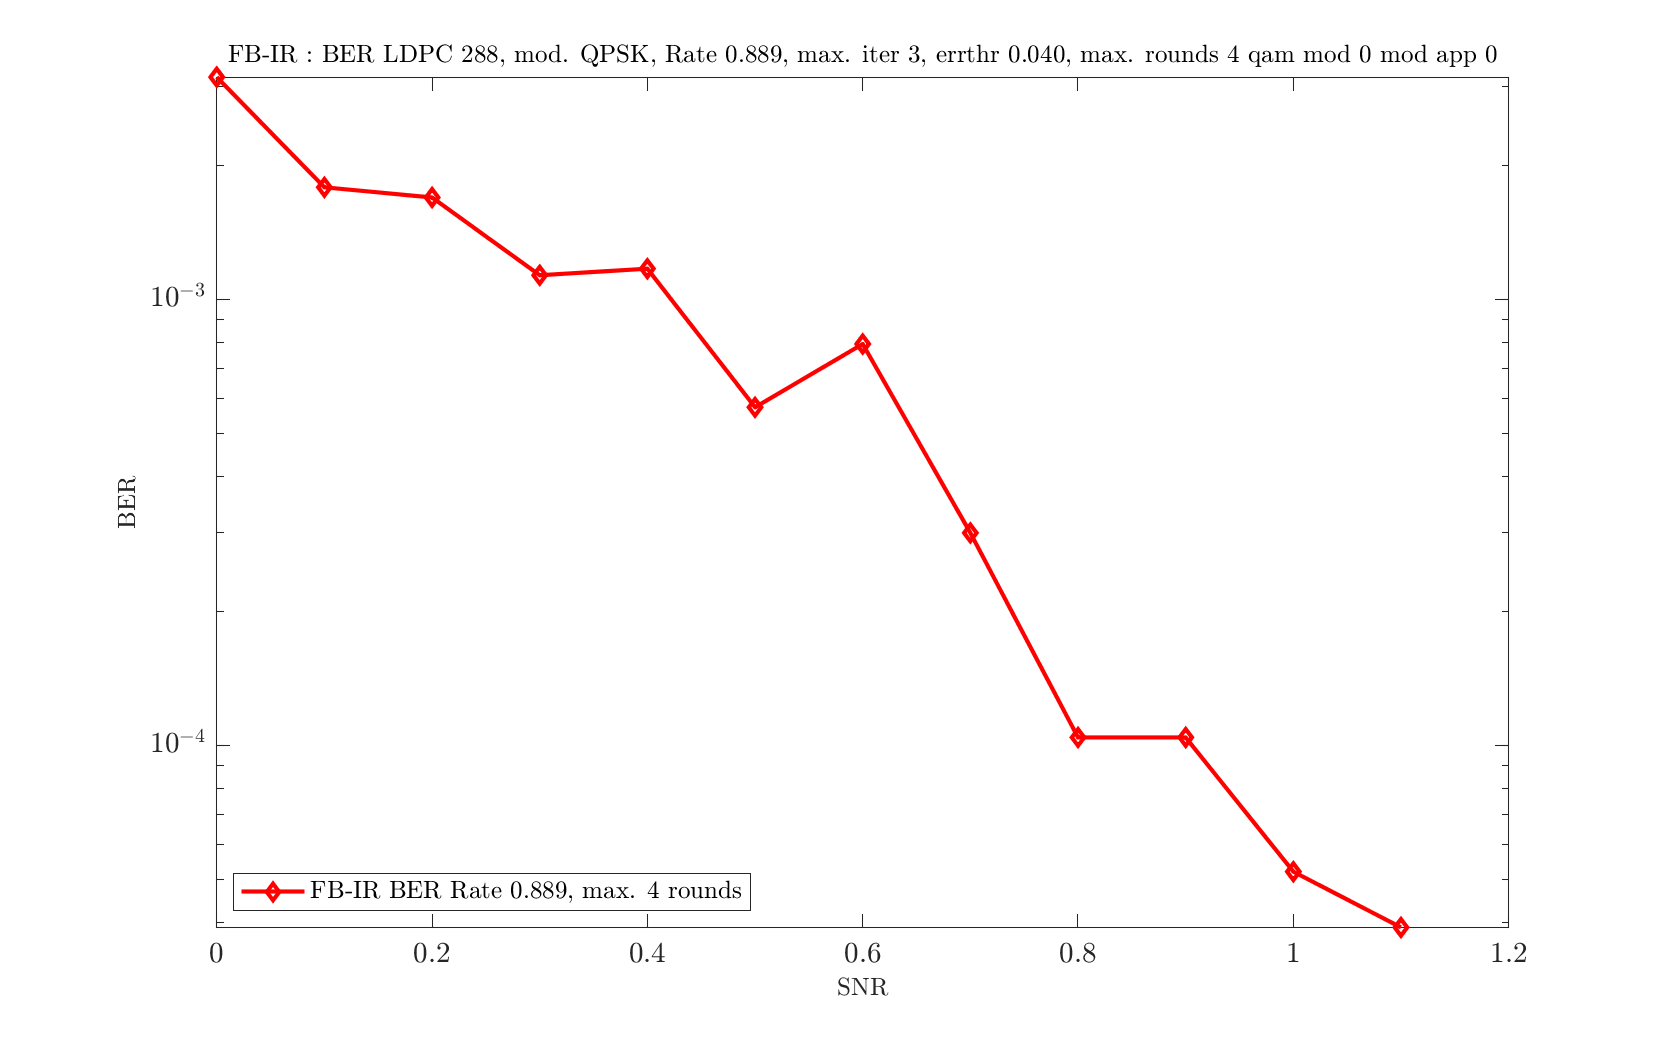 FB-IR : BER LDPC 288, mod. QPSK, Rate 0.889, max. iter 3, errthr 0.040, max. rounds 4 qam mod 0 mod app 0
10⁻³
BER
10⁻⁴
FB-IR BER Rate 0.889, max. 4 rounds
0 0.2 0.4 0.6 0.8 1 1.2
SNR